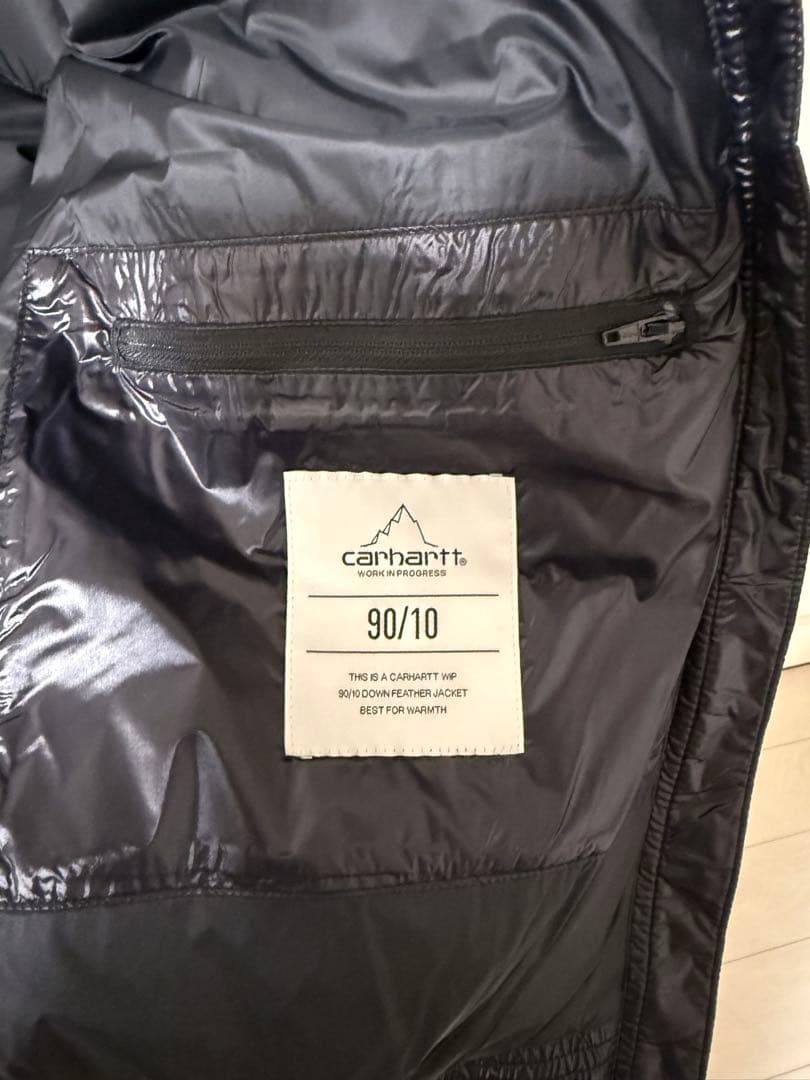 carhartt®
WORK IN PROGRESS
90/10
THIS IS A CARHARTT WIP
90/10 DOWN FEATHER JACKET
BEST FOR WARMTH